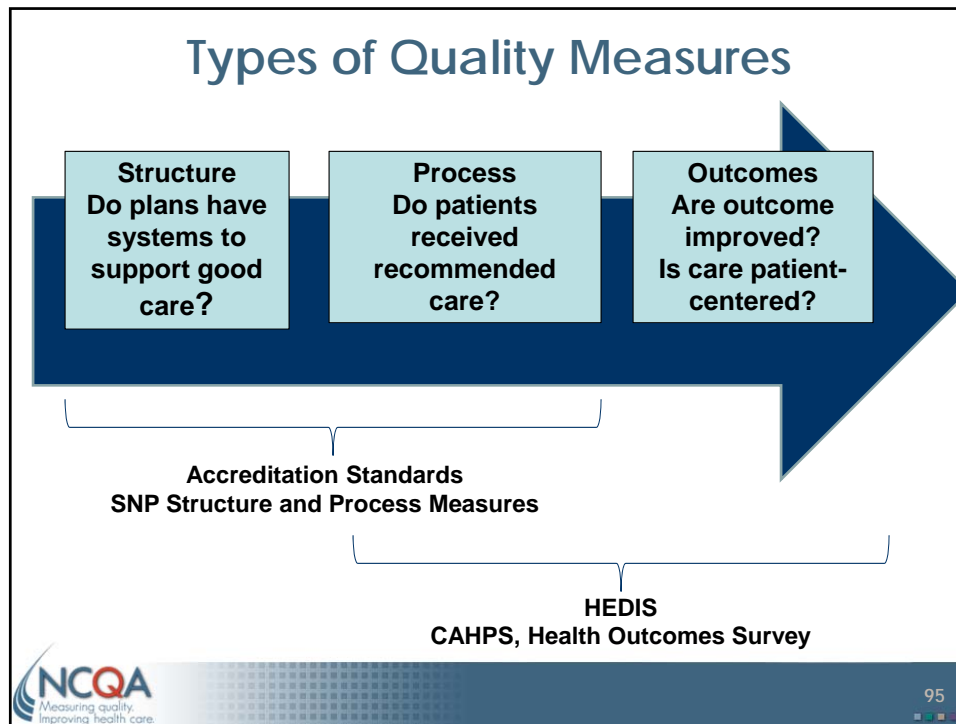 Types of Quality Measures
Structure
Do plans have
systems to
support good
care?
Process
Do patients
received
recommended
care?
Outcomes
Are outcome
improved?
Is care patient-
centered?
Accreditation Standards
SNP Structure and Process Measures
HEDIS
CAHPS, Health Outcomes Survey
NCQA
Measuring quality.
Improving health care.
95